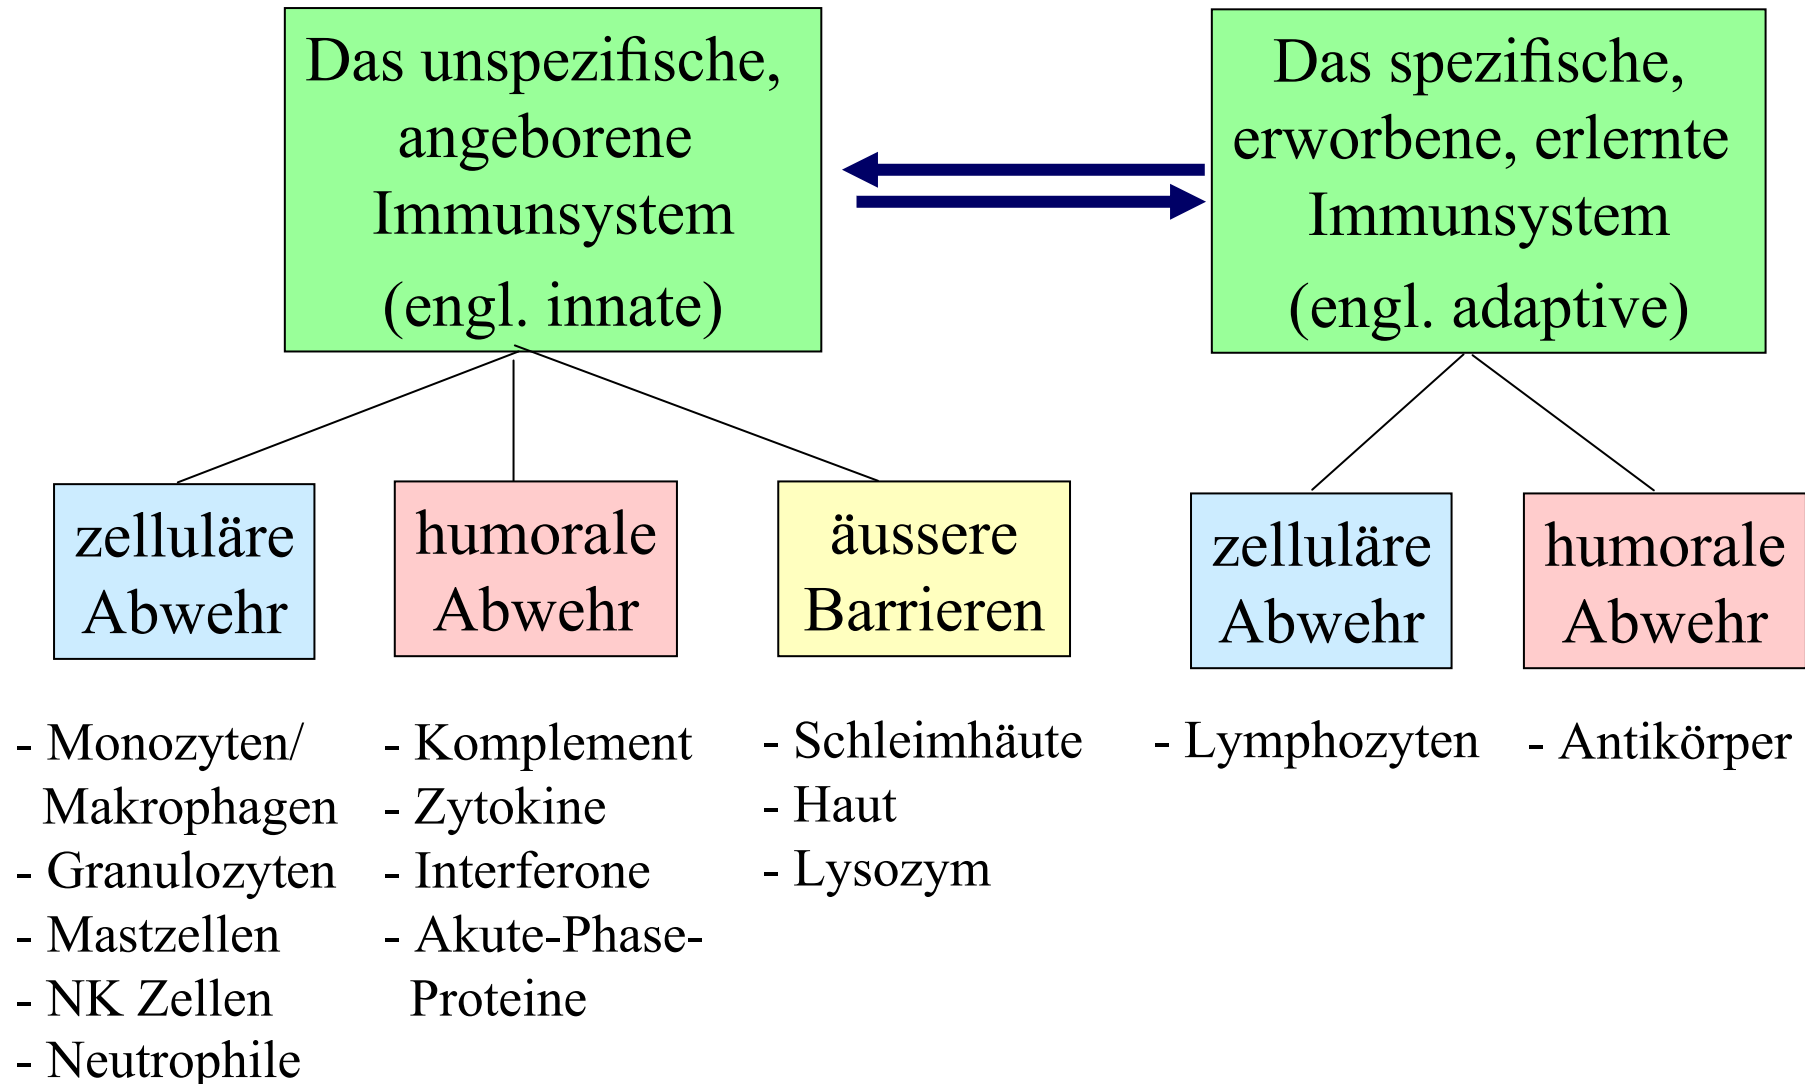 Das unspezifische,
angeborene
Immunsystem
(engl. innate)
Das spezifische,
erworbene, erlernte
Immunsystem
(engl. adaptive)
zelluläre
Abwehr
humorale
Abwehr
äussere
Barrieren
zelluläre
Abwehr
humorale
Abwehr
- Monozyten/
Makrophagen
- Granulozyten
- Mastzellen
- NK Zellen
- Neutrophile
- Komplement
- Zytokine
- Interferone
- Akute-Phase-
Proteine
- Schleimhäute
- Haut
- Lysozym
- Lymphozyten
- Antikörper